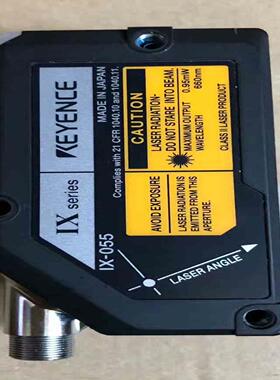 KEYENCE
MADE IN JAPAN
Complies with 21 CFR 1040.10 and 1040.11.
IX series
IX-055
CAUTION
LASER RADIATION-
DO NOT STARE INTO BEAM.
MAXIMUM OUTPUT 0.95mW
WAVELENGTH 660nm
CLASS II LASER PRODUCT
AVOID EXPOSURE
LASER RADIATION IS
EMITTED FROM THIS
APERTURE.
LASER ANGLE